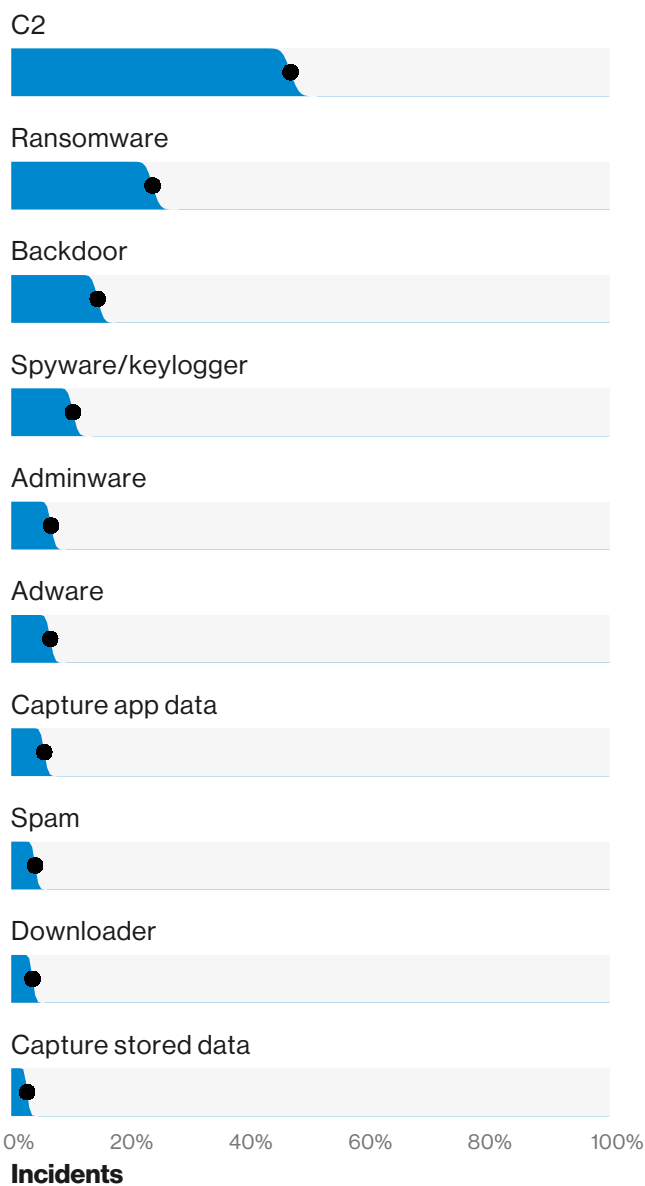 C2
Ransomware
Backdoor
Spyware/keylogger
Adminware
Adware
Capture app data
Spam
Downloader
Capture stored data
0% 20% 40% 60% 80% 100%
Incidents